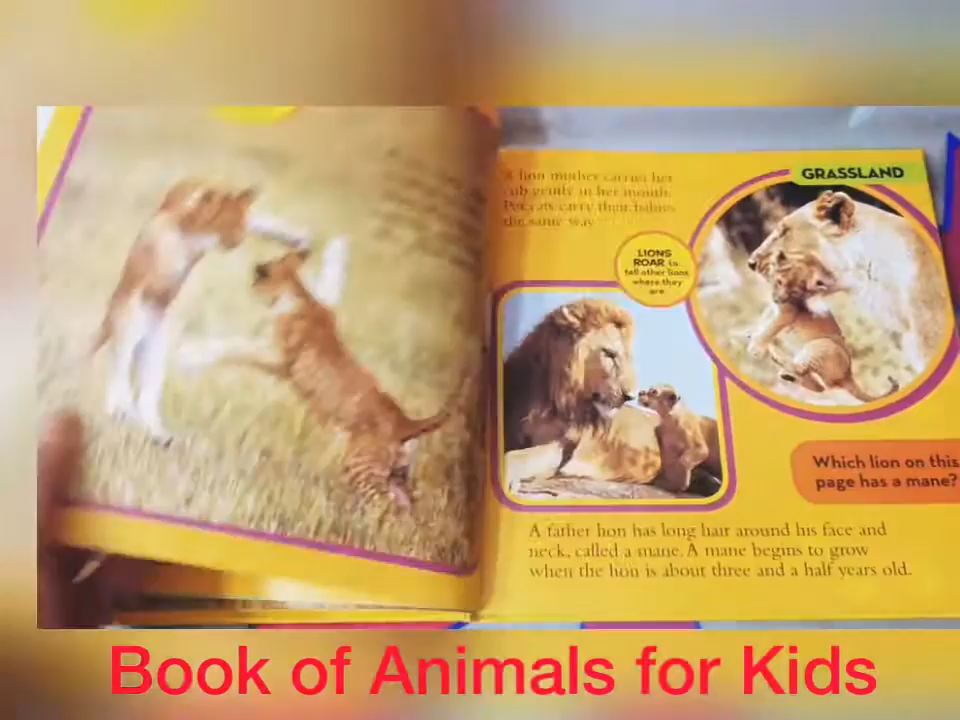 A lion mother carries her
cub gently in her mouth.
Pet cats carry their babies
the same way.
GRASSLAND
LIONS
ROAR to
tell other lions
where they
are.
Which lion on this
page has a mane?
A father lion has long hair around his face and
neck, called a mane. A mane begins to grow
when the lion is about three and a half years old.
Book of Animals for Kids